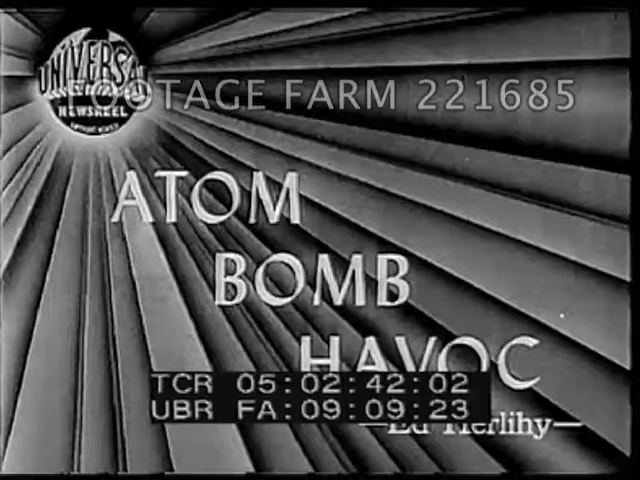 UNIVERSAL
NEWSREEL
FOOTAGE FARM 221685
ATOM
BOMB
HAVOC
TCR 05:02:42:02
UBR FA:09:09:23
—Ed Herlihy—